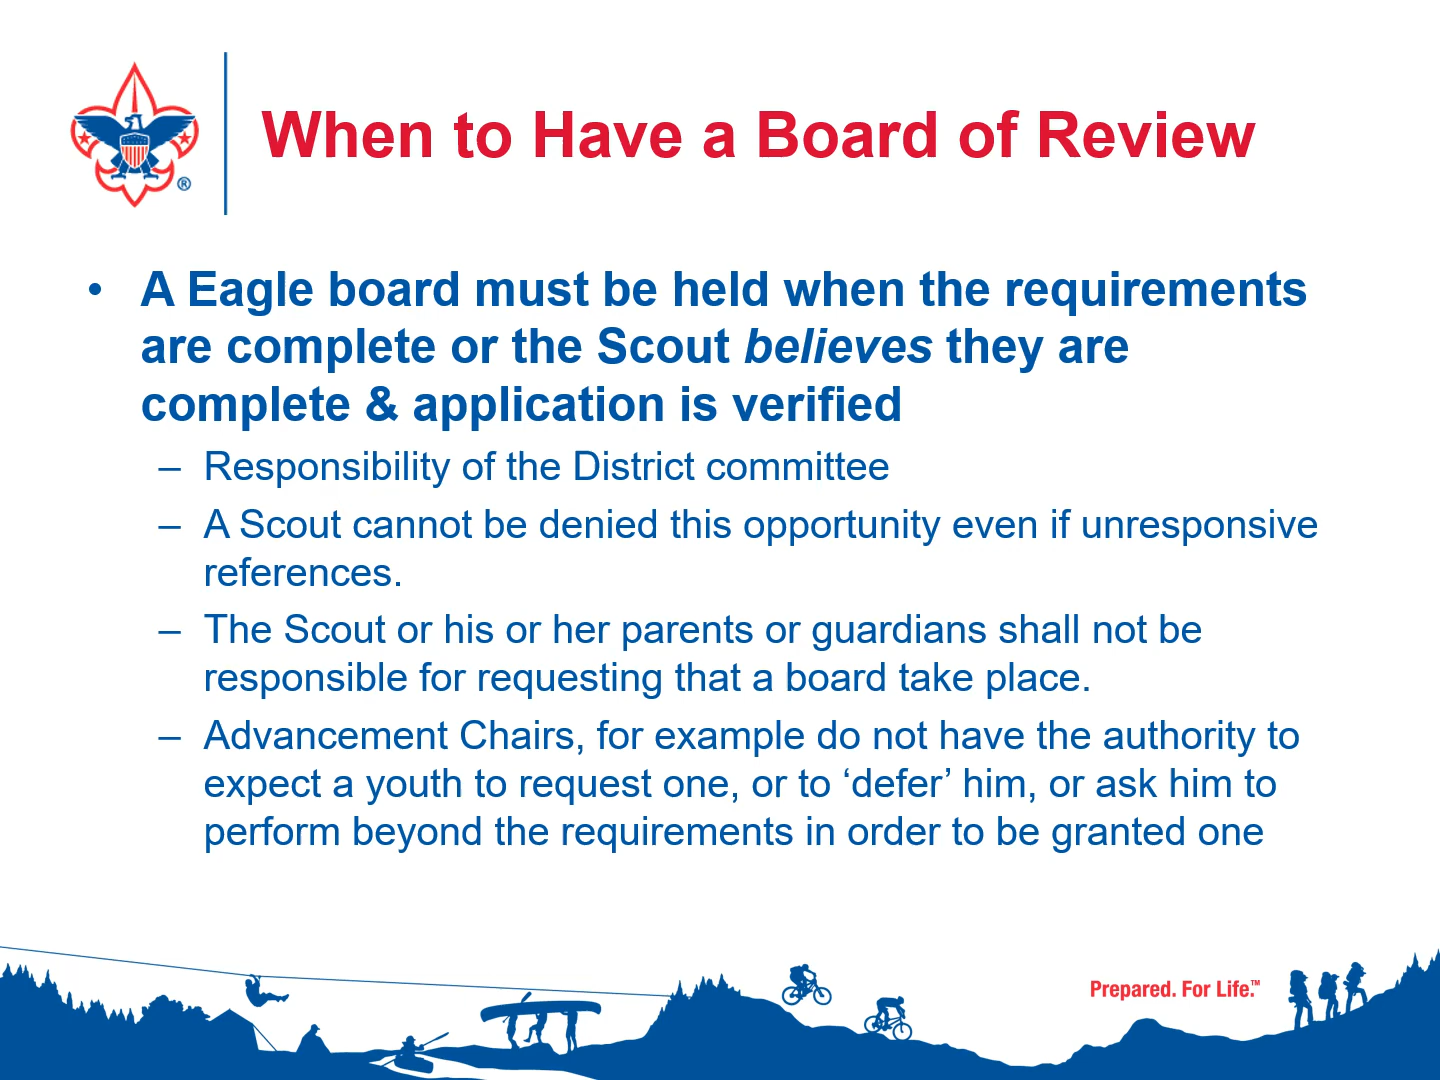 When to Have a Board of Review
®
• A Eagle board must be held when the requirements
are complete or the Scout believes they are
complete & application is verified
– Responsibility of the District committee
– A Scout cannot be denied this opportunity even if unresponsive
references.
– The Scout or his or her parents or guardians shall not be
responsible for requesting that a board take place.
– Advancement Chairs, for example do not have the authority to
expect a youth to request one, or to ‘defer’ him, or ask him to
perform beyond the requirements in order to be granted one
Prepared. For Life.™